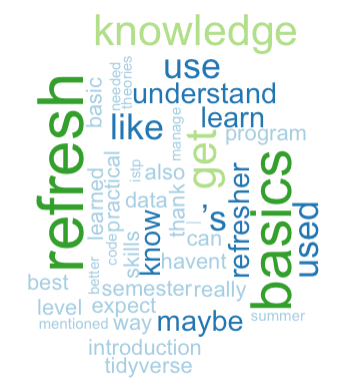 knowledge
use
understand
like
learn
program
get
refresh
basic
needed
theories
manage
practical
learned
code
istp
also
data
thank
skills
know
's
|
can
havent
refresher
basics
used
better
best
semester
really
level
expect
mentioned
way
maybe
summer
introduction
tidyverse